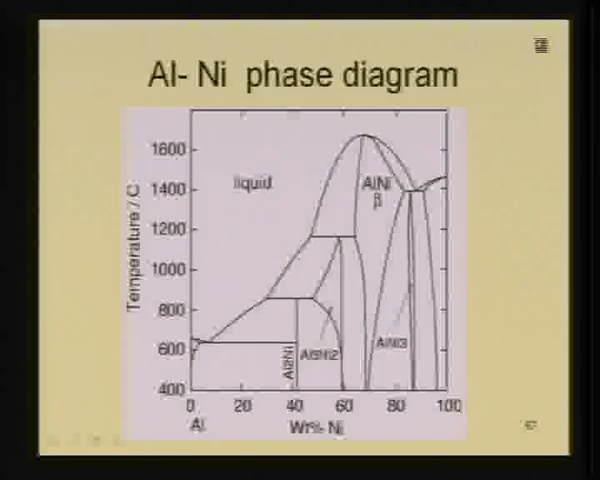 Al- Ni phase diagram
1600
1400
1200
1000
800
600
400
Temperature / C
liquid
AlNi
β
Al3Ni
Al3Ni2
AlNi3
0 20 40 60 80 100
Al
Wt% Ni